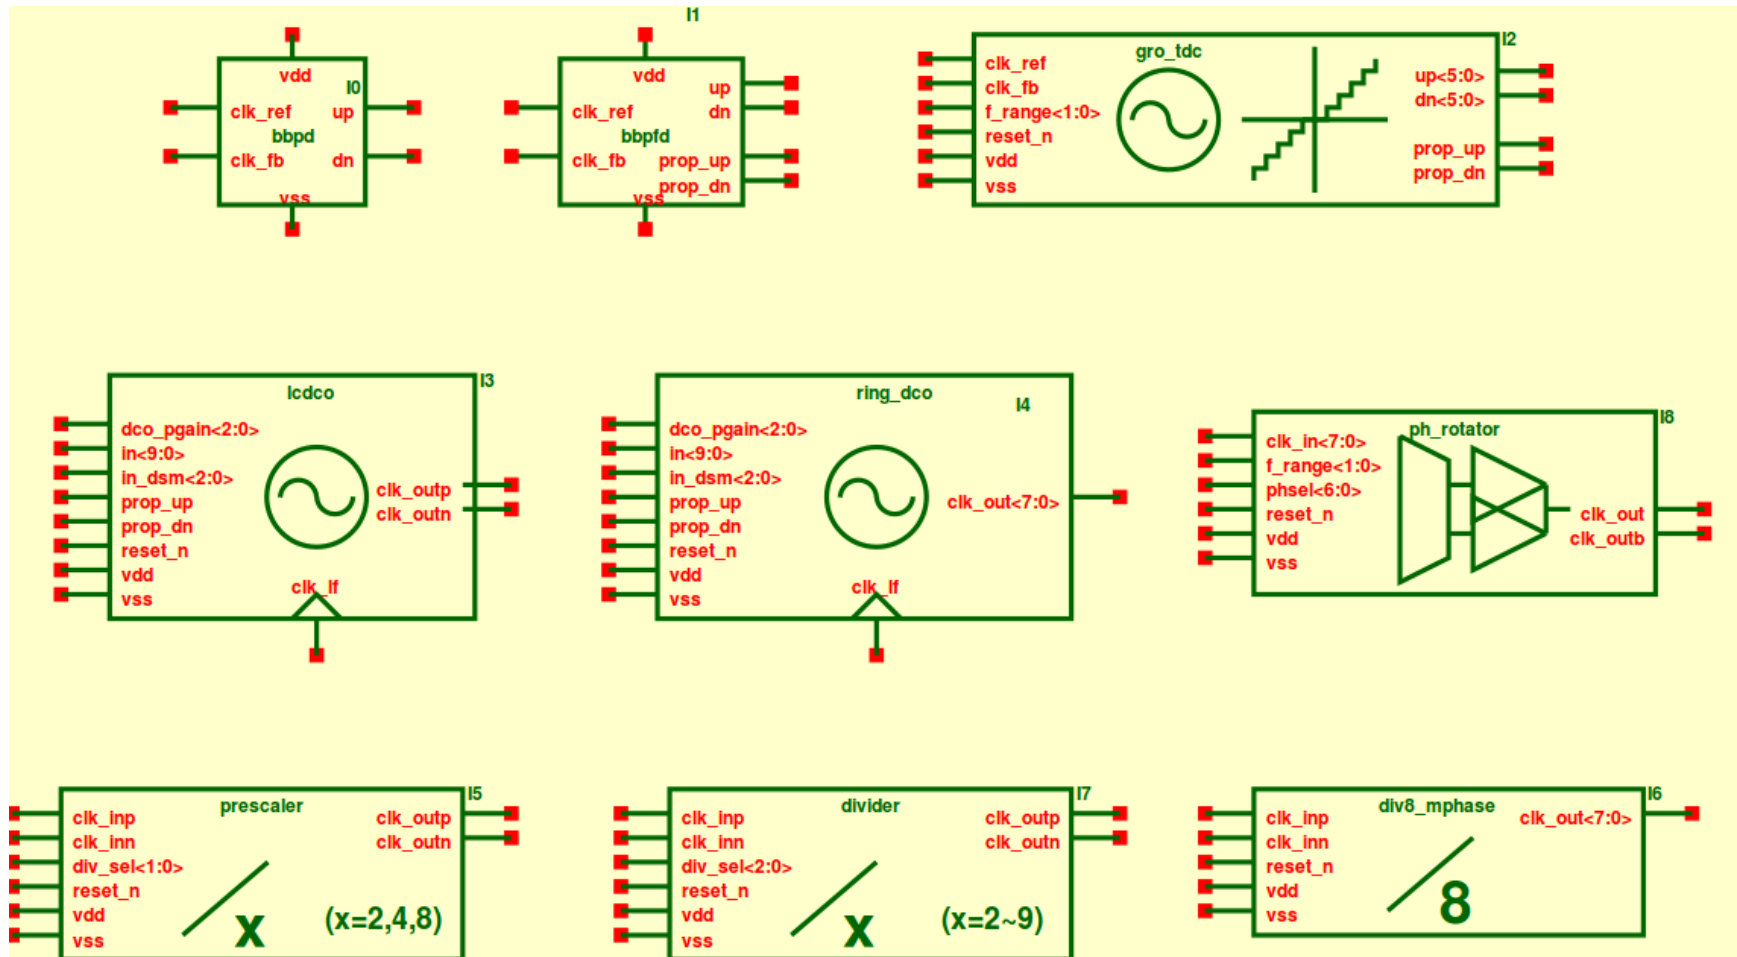 I1
vdd
I0
clk_ref
up
bbpd
clk_fb
dn
vss
vdd
up
clk_ref
dn
bbpfd
clk_fb
prop_up
prop_dn
vss
I2
gro_tdc
clk_ref
clk_fb
f_range<1:0>
reset_n
vdd
vss
up<5:0>
dn<5:0>
prop_up
prop_dn
I3
lcdco
dco_pgain<2:0>
in<9:0>
in_dsm<2:0>
prop_up
prop_dn
reset_n
vdd
vss
clk_outp
clk_outn
clk_lf
ring_dco
I4
dco_pgain<2:0>
in<9:0>
in_dsm<2:0>
prop_up
prop_dn
reset_n
vdd
vss
clk_out<7:0>
clk_lf
I8
ph_rotator
clk_in<7:0>
f_range<1:0>
phsel<6:0>
reset_n
vdd
vss
clk_out
clk_outb
I5
prescaler
clk_inp
clk_inn
div_sel<1:0>
reset_n
vdd
vss
clk_outp
clk_outn
x
(x=2,4,8)
I7
divider
clk_inp
clk_inn
div_sel<2:0>
reset_n
vdd
vss
clk_outp
clk_outn
x
(x=2~9)
I6
div8_mphase
clk_inp
clk_inn
reset_n
vdd
vss
clk_out<7:0>
8